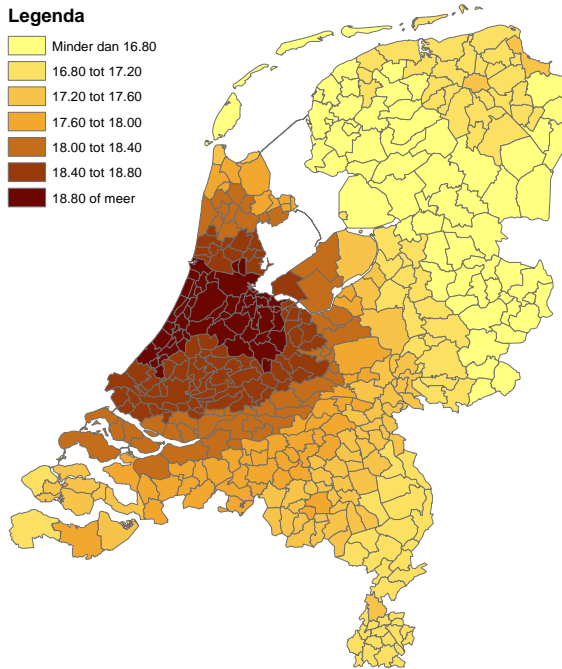 Legenda
Minder dan 16.80
16.80 tot 17.20
17.20 tot 17.60
17.60 tot 18.00
18.00 tot 18.40
18.40 tot 18.80
18.80 of meer